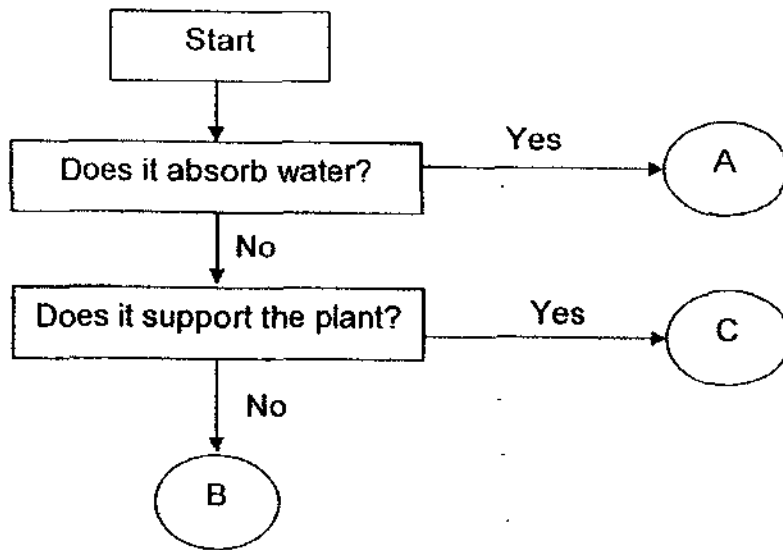 Start
Does it absorb water?
Yes
A
No
Does it support the plant?
Yes
C
No
B